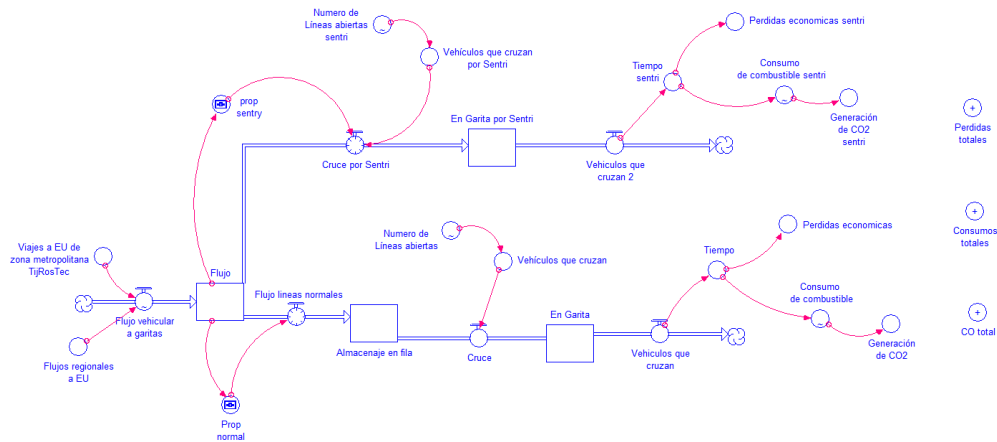 Numero de
Líneas abiertas
sentri
Perdidas economicas sentri
Vehículos que cruzan
por Sentri
Tiempo
sentri
Consumo
de combustible sentri
prop
sentry
En Garita por Sentri
Generación
de CO2
sentri
Perdidas
totales
Cruce por Sentri
Vehiculos que
cruzan 2
Numero de
Líneas abiertas
Perdidas economicas
Consumos
totales
Viajes a EU de
zona metropolitana
TijRosTec
Flujo
Vehículos que cruzan
Tiempo
Flujo lineas normales
Consumo
de combustible
En Garita
Flujo vehicular
a garitas
Almacenaje en fila
Cruce
Vehiculos que
cruzan
Generación
de CO2
CO total
Flujos regionales
a EU
Prop
normal